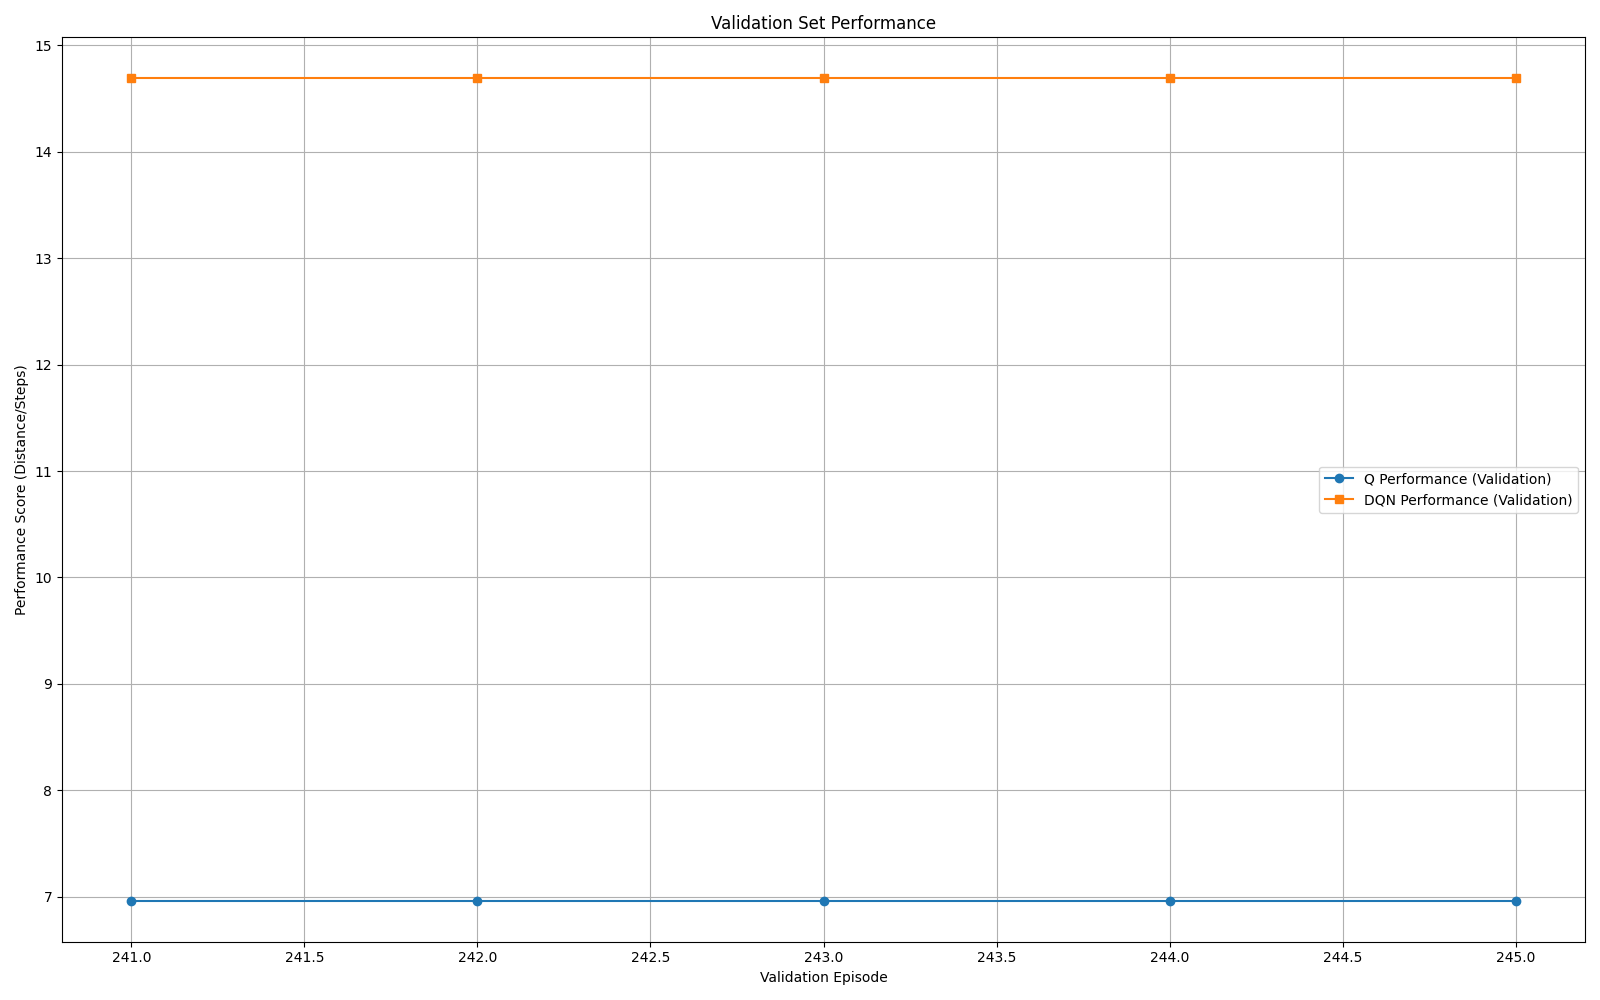 Validation Set Performance
15
14
13
12
11
10
9
8
7
Performance Score (Distance/Steps)
Q Performance (Validation)
DQN Performance (Validation)
241.0 241.5 242.0 242.5 243.0 243.5 244.0 244.5 245.0
Validation Episode